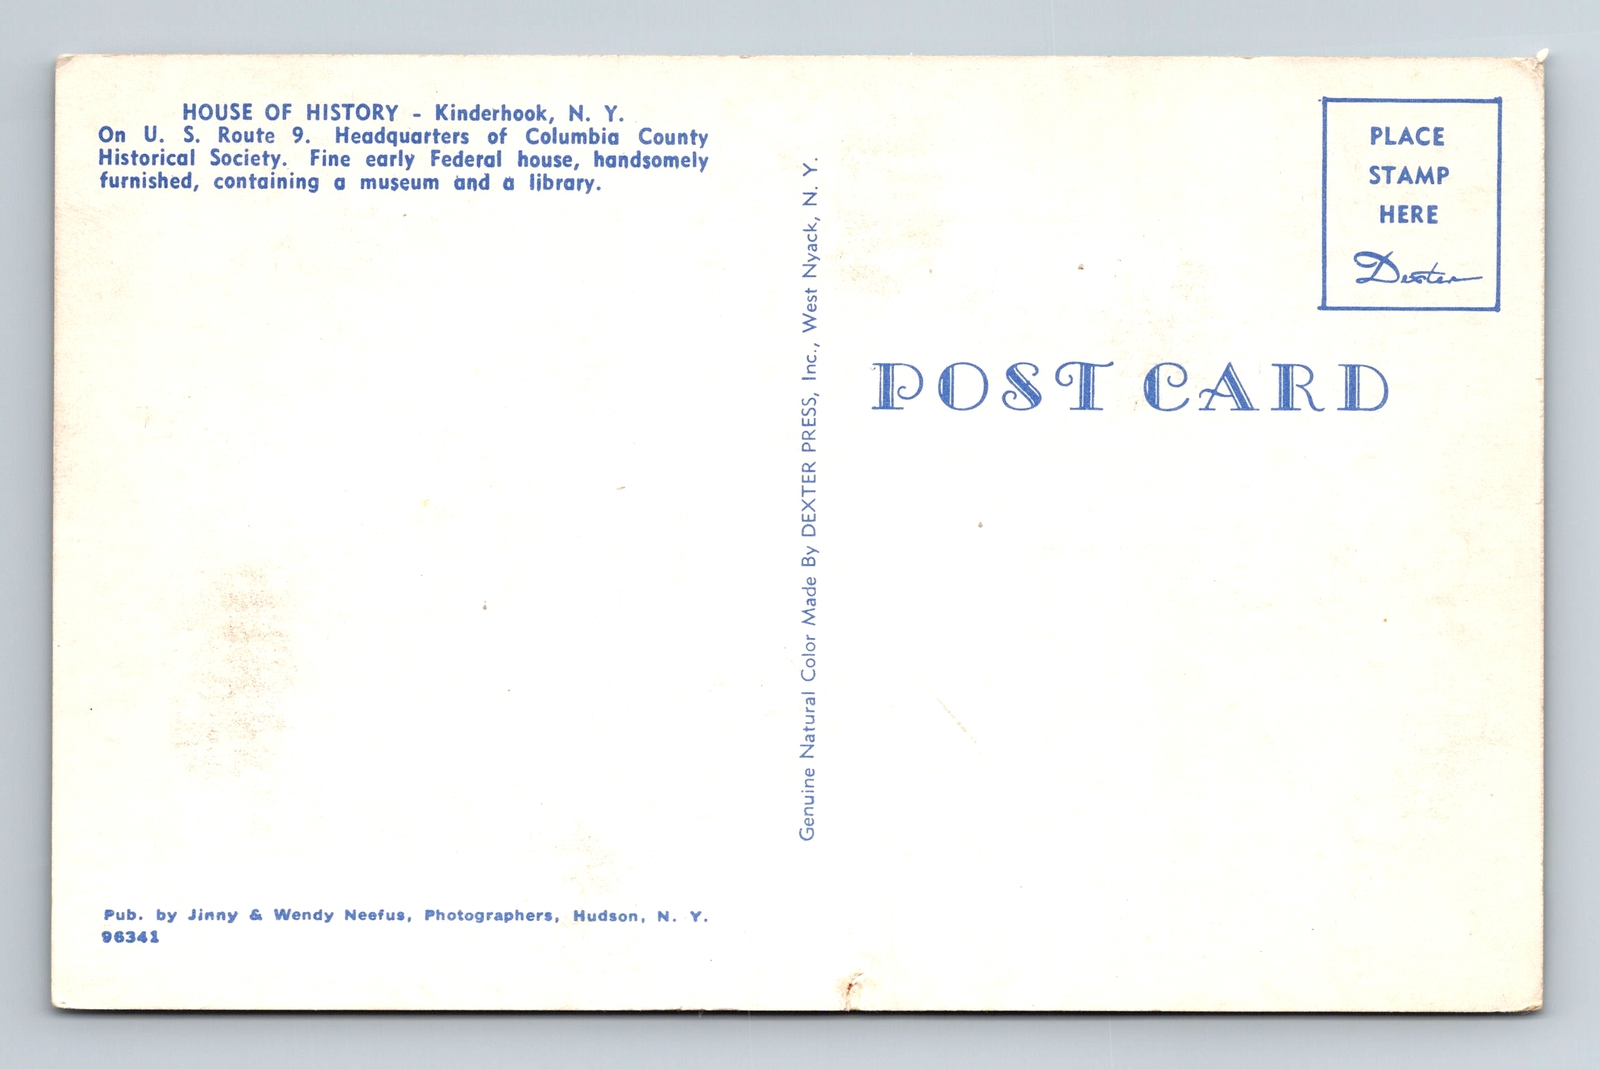 HOUSE OF HISTORY - Kinderhook, N. Y.
On U. S. Route 9. Headquarters of Columbia County
Historical Society. Fine early Federal house, handsomely
furnished, containing a museum and a library.
Pub. by Jinny & Wendy Neefus, Photographers, Hudson, N. Y.
96341
Genuine Natural Color Made By DEXTER PRESS, Inc., West Nyack, N. Y.
PLACE
STAMP
HERE
Dexter
POST CARD